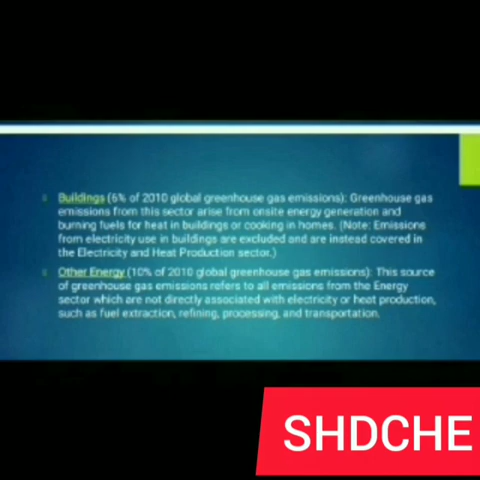 Buildings (6% of 2010 global greenhouse gas emissions): Greenhouse gas
emissions from this sector arise from onsite energy generation and
burning fuels for heat in buildings or cooking in homes. (Note: Emissions
from electricity use in buildings are excluded and are instead covered in
the Electricity and Heat Production sector.)
Other Energy (10% of 2010 global greenhouse gas emissions): This source
of greenhouse gas emissions refers to all emissions from the Energy
sector which are not directly associated with electricity or heat production,
such as fuel extraction, refining, processing, and transportation.
SHDCHE